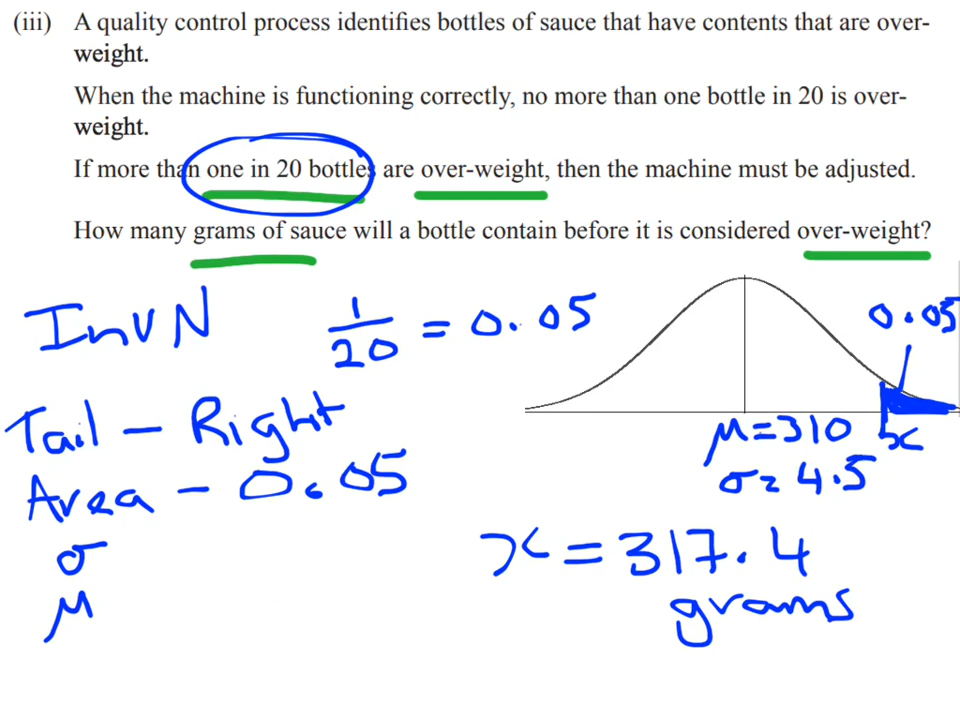 (iii) A quality control process identifies bottles of sauce that have contents that are over-
weight.
When the machine is functioning correctly, no more than one bottle in 20 is over-
weight.
If more than one in 20 bottles are over-weight, then the machine must be adjusted.
How many grams of sauce will a bottle contain before it is considered over-weight?
InvN
1/20 = 0.05
0.05
Tail - Right
Area - 0.05
σ
μ
μ=310 x
σ= 4.5
x = 317.4
grams